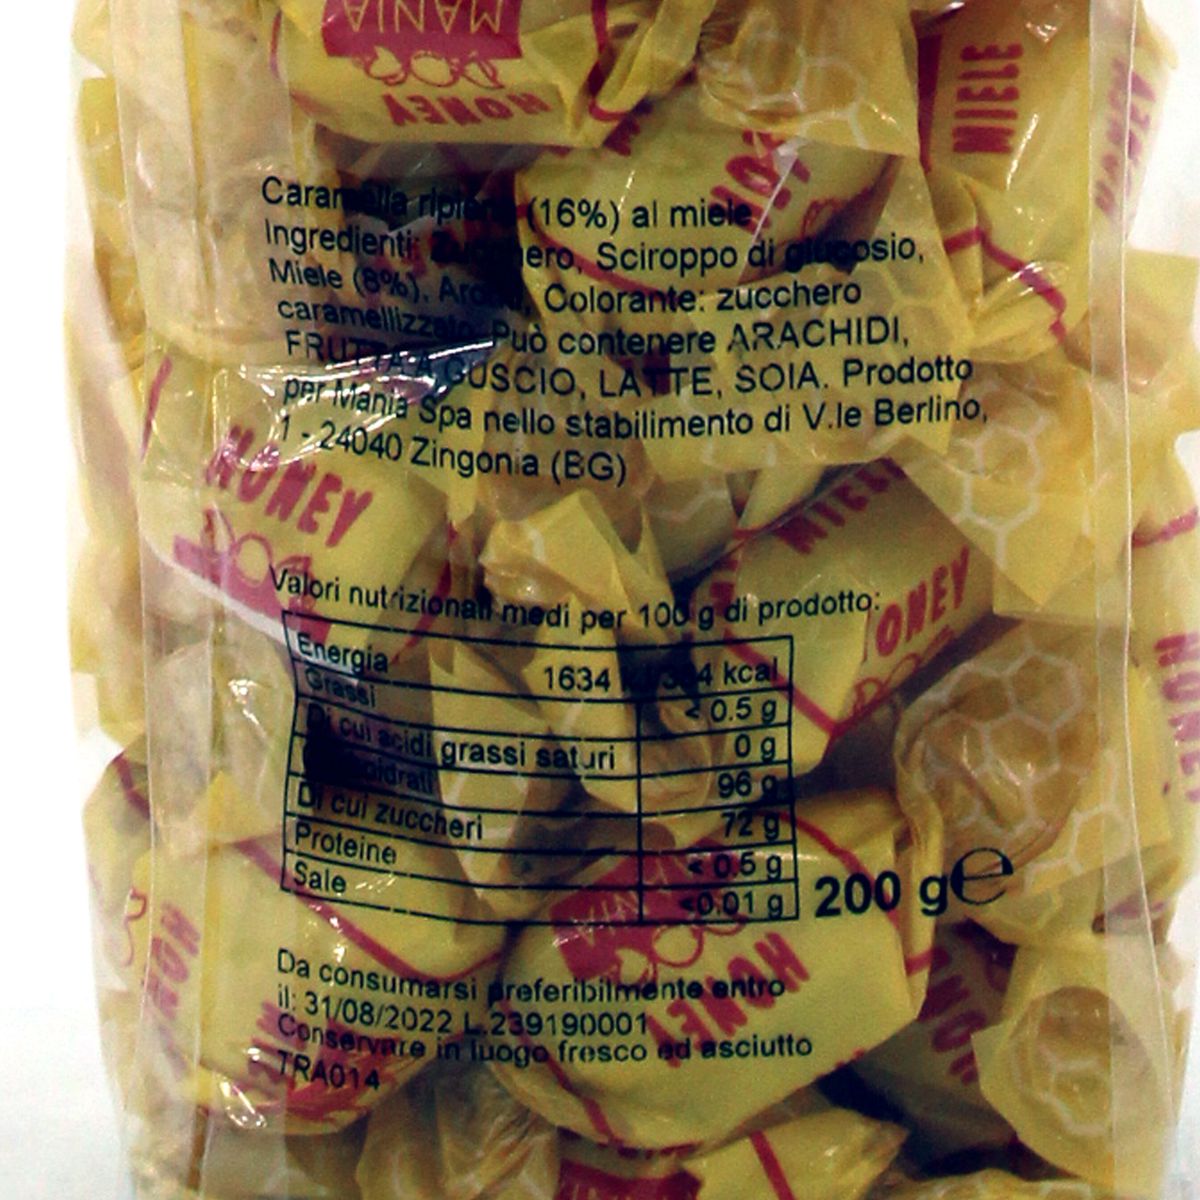 MANIA
HONEY
MIELE
HONEY
Caramella ripiena (16%) al miele
Ingredienti: Zucchero, Sciroppo di glucosio,
Miele (8%), Aromi, Colorante: zucchero
caramellizzato. Può contenere ARACHIDI,
FRUTTA A GUSCIO, LATTE, SOIA. Prodotto
per Mania Spa nello stabilimento di V.le Berlino,
1 - 24040 Zingonia (BG)
HONEY
MIELE
HONEY
Valori nutrizionali medi per 100 g di prodotto:
Energia 1634 kcal
Grassi < 0.5 g
Di cui acidi grassi saturi 0 g
Carboidrati 96 g
Di cui zuccheri 72 g
Proteine < 0.5 g
Sale <0.01 g
200 g e
HONEY
Da consumarsi preferibilmente entro
il: 31/08/2022 L.239190001
Conservare in luogo fresco ed asciutto
TRA014